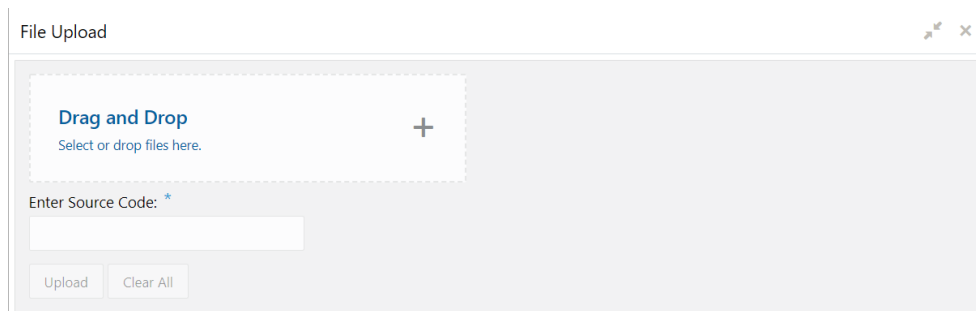 File Upload
Drag and Drop
Select or drop files here.
Enter Source Code: *
Upload Clear All